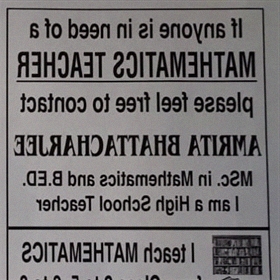 If anyone is in need of a
MATHEMATICS TEACHER
please feel free to contact
AMRITA BHATTACHARJEE
MSc. in Mathematics and B.ED.
I am a High School Teacher
I teach MATHEMATICS